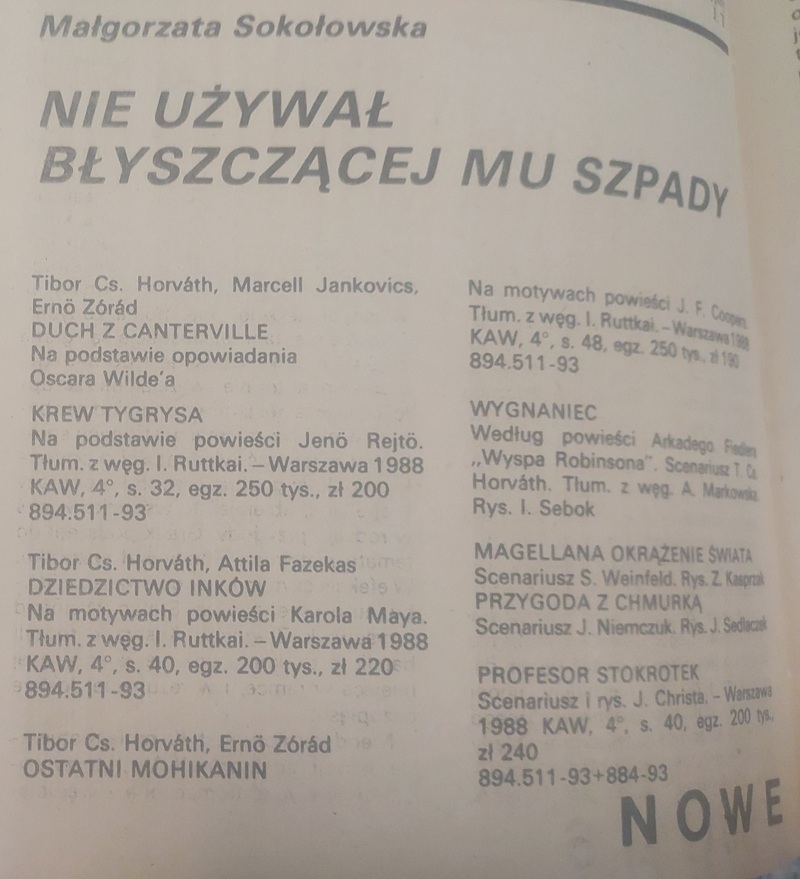 Małgorzata Sokołowska
NIE UŻYWAŁ
BŁYSZCZĄCEJ MU SZPADY
Tibor Cs. Horváth, Marcell Jankovics,
Ernö Zórád
DUCH Z CANTERVILLE
Na podstawie opowiadania
Oscara Wilde'a
KREW TYGRYSA
Na podstawie powieści Jenö Rejtö.
Tłum. z węg. I. Ruttkai. – Warszawa 1988
KAW, 4°, s. 32, egz. 250 tys., zł 200
894.511-93
Tibor Cs. Horváth, Attila Fazekas
DZIEDZICTWO INKÓW
Na motywach powieści Karola Maya.
Tłum. z węg. I. Ruttkai. – Warszawa 1988
KAW, 4°, s. 40, egz. 200 tys., zł 220
894.511-93
Tibor Cs. Horváth, Ernö Zórád
OSTATNI MOHIKANIN
Na motywach powieści J. F. Coopera.
Tłum. z węg. I. Ruttkai. – Warszawa 1988
KAW, 4°, s. 48, egz. 250 tys., zł 190
894.511-93
WYGNANIEC
Według powieści Arkadego
„Wyspa Robinsona". Scenariusz T. Cs.
Horváth. Tłum. z węg. A. Markowska.
Rys. I. Sebok
MAGELLANA OKRĄŻENIE ŚWIATA
Scenariusz S. Weinfeld. Rys. Z. Kasprzak
PRZYGODA Z CHMURKĄ
Scenariusz J. Niemczuk. Rys. J. Sedlaczek
PROFESOR STOKROTEK
Scenariusz i rys. J. Christa. – Warszawa
1988 KAW, 4°, s. 40, egz. 200 tys.,
zł 240
894.511-93+884-93
NOWE